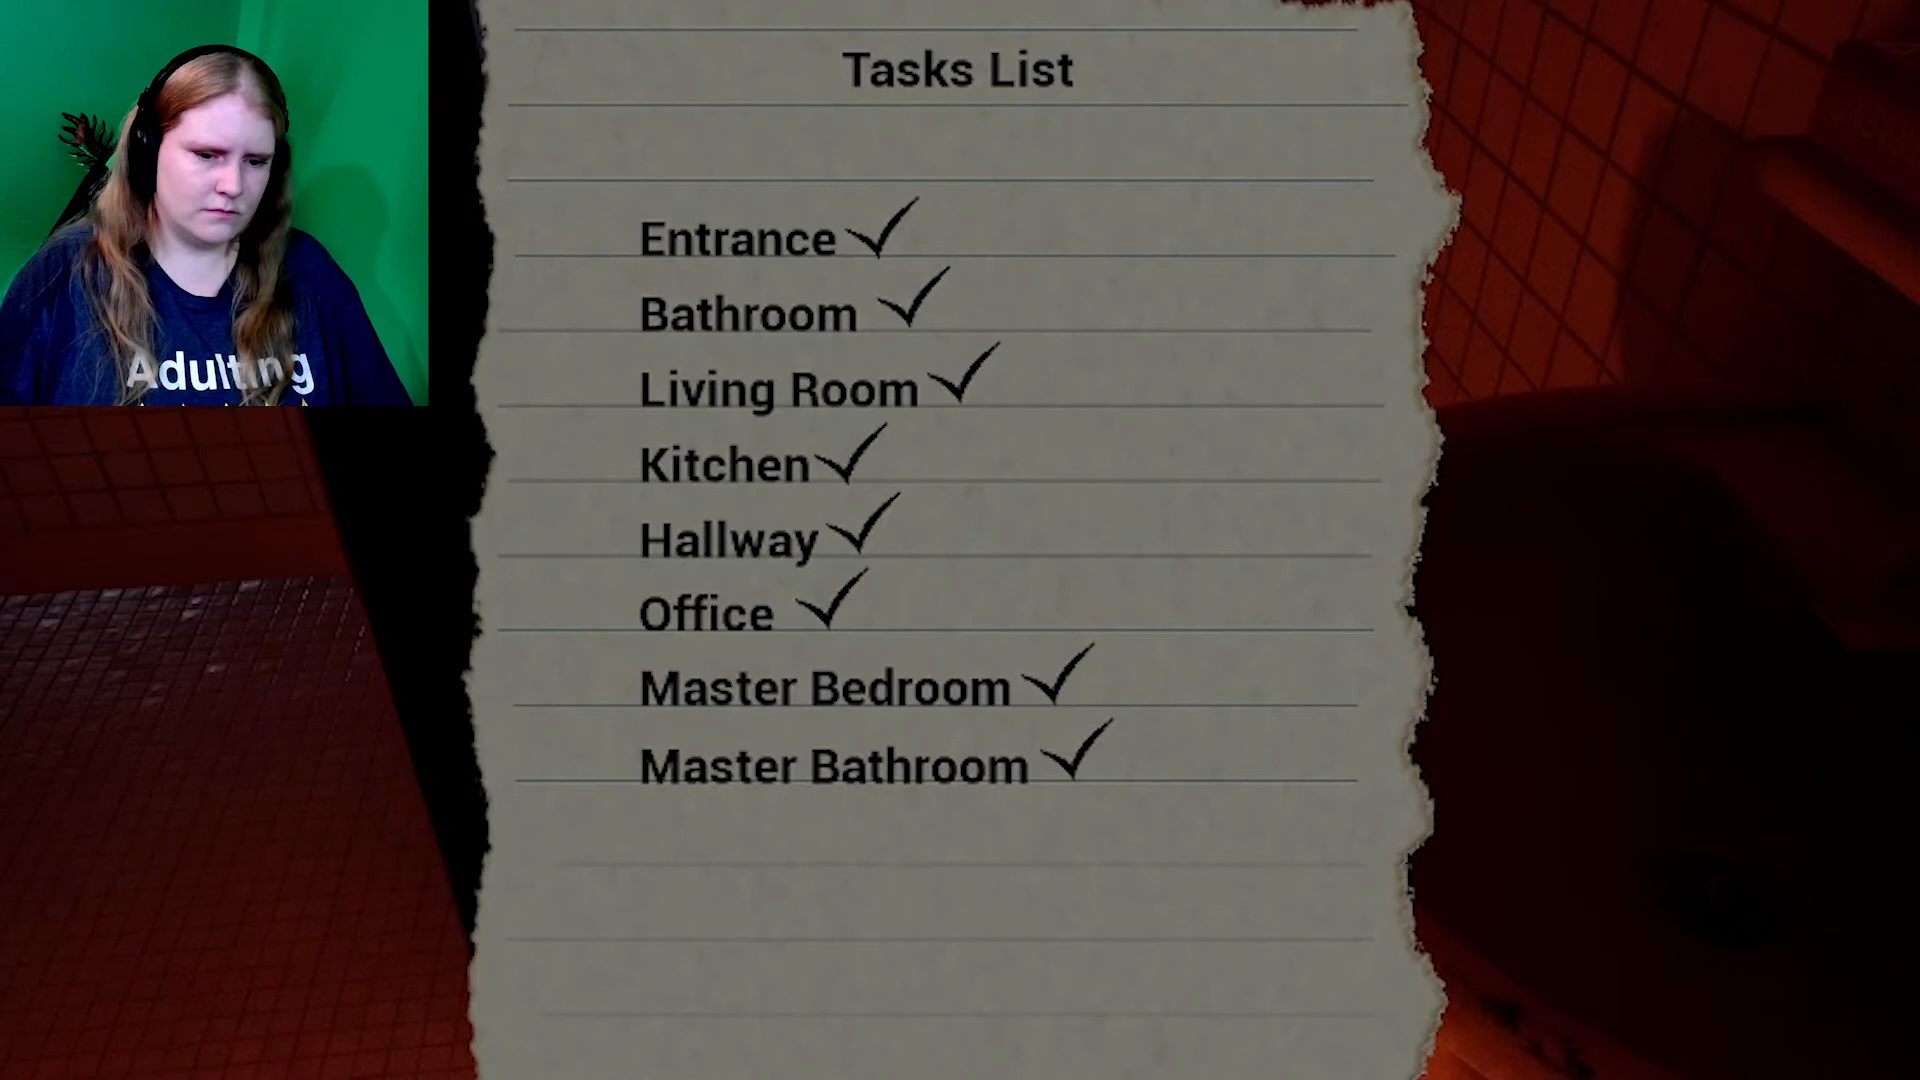 Tasks List
Entrance
Bathroom
Living Room
Kitchen
Hallway
Office
Master Bedroom
Master Bathroom
Adulting